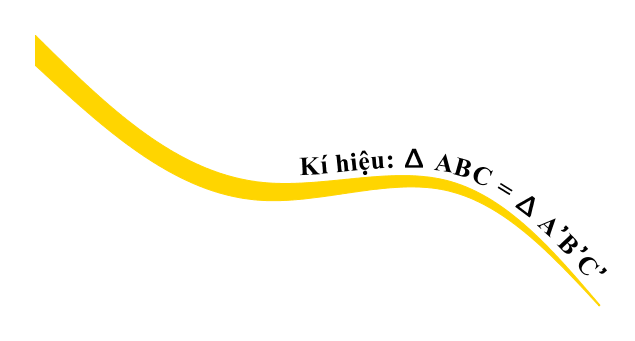 Kí hiệu: Δ ABC = Δ A’B’C’